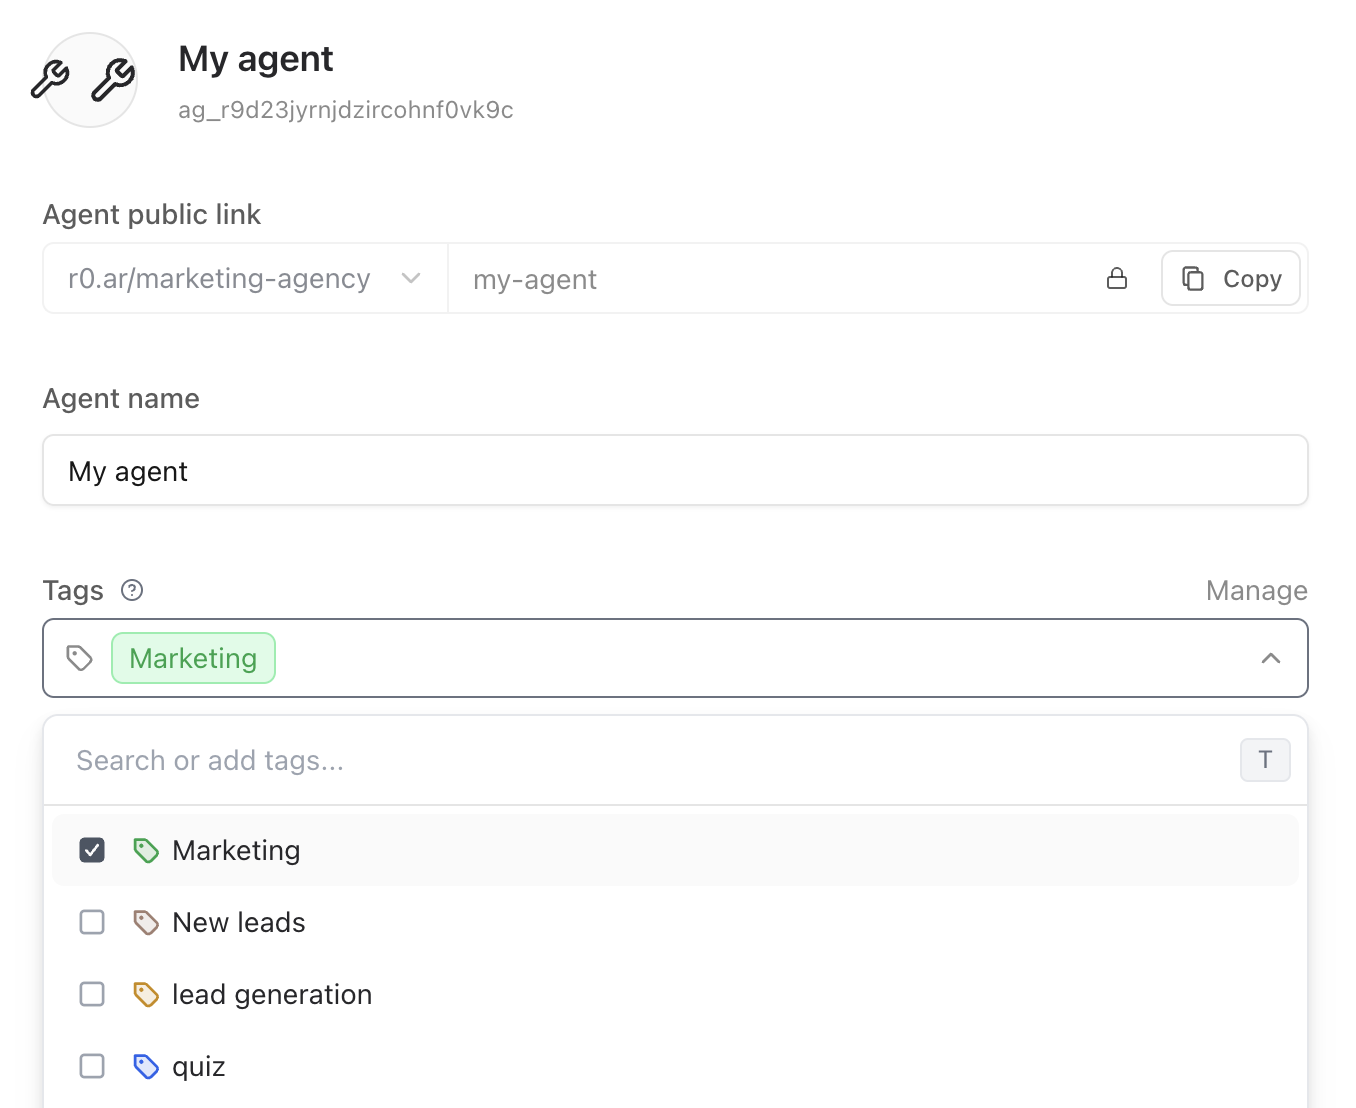 My agent
ag_r9d23jyrnjdzircohnf0vk9c
Agent public link
r0.ar/marketing-agency
my-agent
Copy
Agent name
My agent
Tags ?
Manage
Marketing
Search or add tags...
T
Marketing
New leads
lead generation
quiz